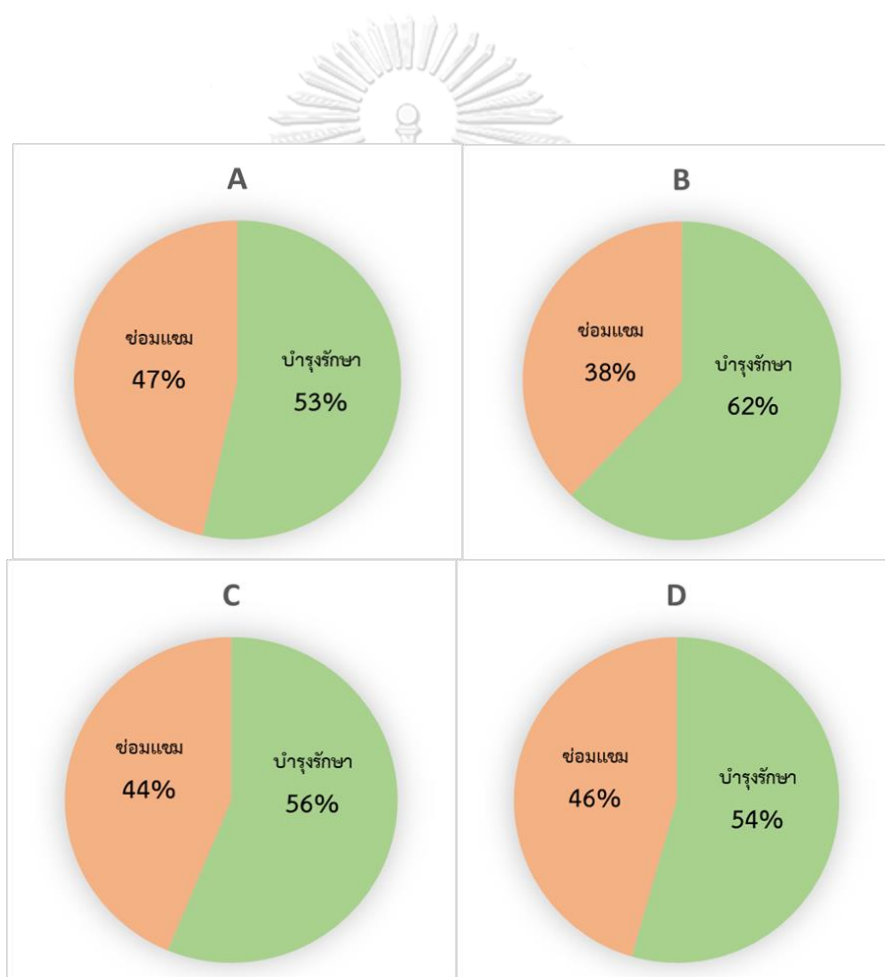 A
ซ่อมแซม
47%
บำรุงรักษา
53%
B
ซ่อมแซม
38%
บำรุงรักษา
62%
C
ซ่อมแซม
44%
บำรุงรักษา
56%
D
ซ่อมแซม
46%
บำรุงรักษา
54%